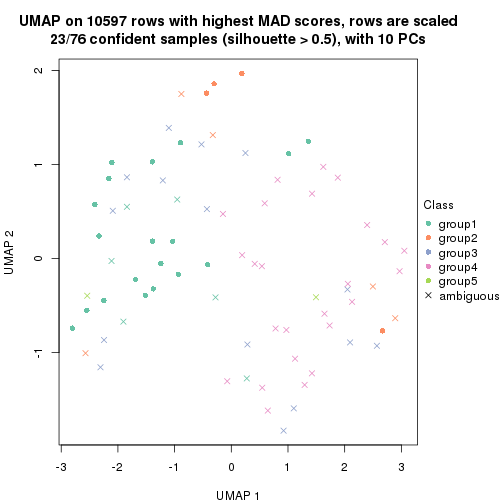 UMAP on 10597 rows with highest MAD scores, rows are scaled
23/76 confident samples (silhouette > 0.5), with 10 PCs
2
1
0
-1
UMAP 2
-3 -2 -1 0 1 2 3
UMAP 1
Class
group1
group2
group3
group4
group5
ambiguous